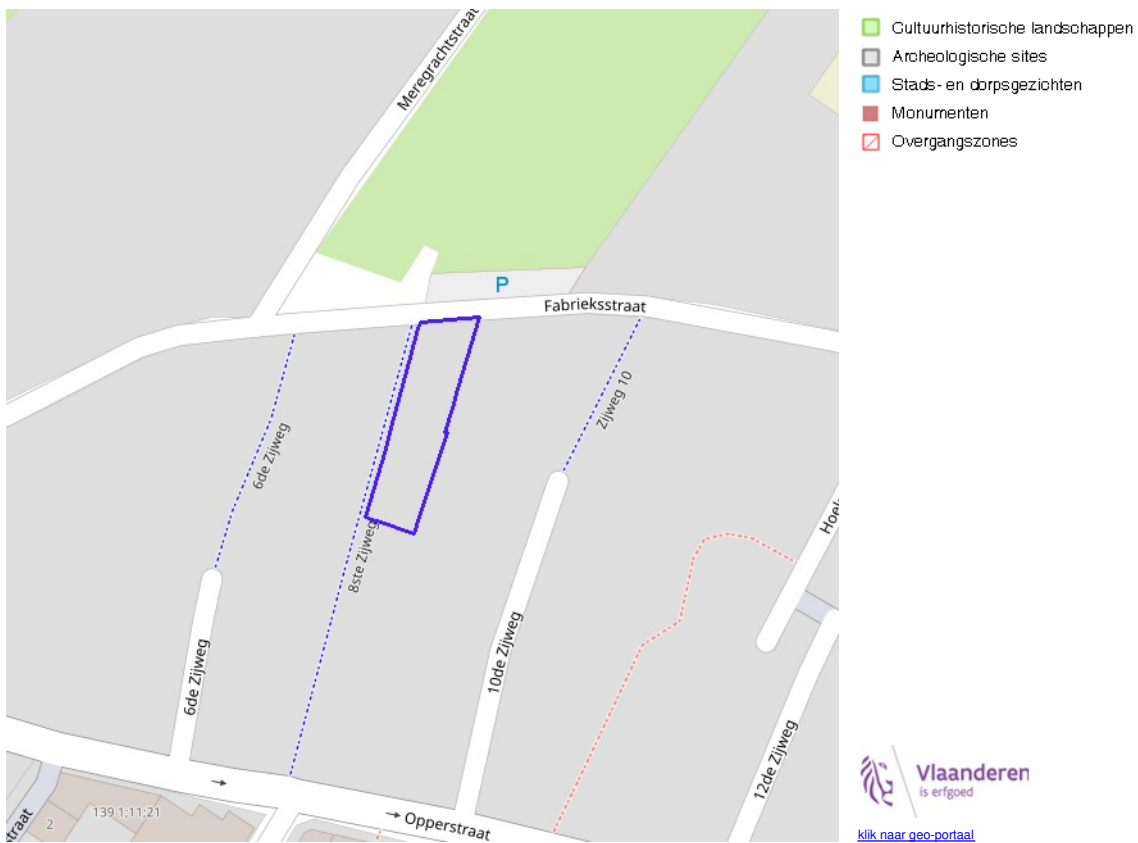 Meregrachtstraat
P
Fabrieksstraat
6de Zijweg
8ste Zijweg
Zijweg 10
6de Zijweg
10de Zijweg
12de Zijweg
139 1;11;21
2
Opperstraat
Cultuurhistorische landschappen
Archeologische sites
Stads- en dorpsgezichten
Monumenten
Overgangszones
Vlaanderen
is erfgoed
klik naar geo-portaal